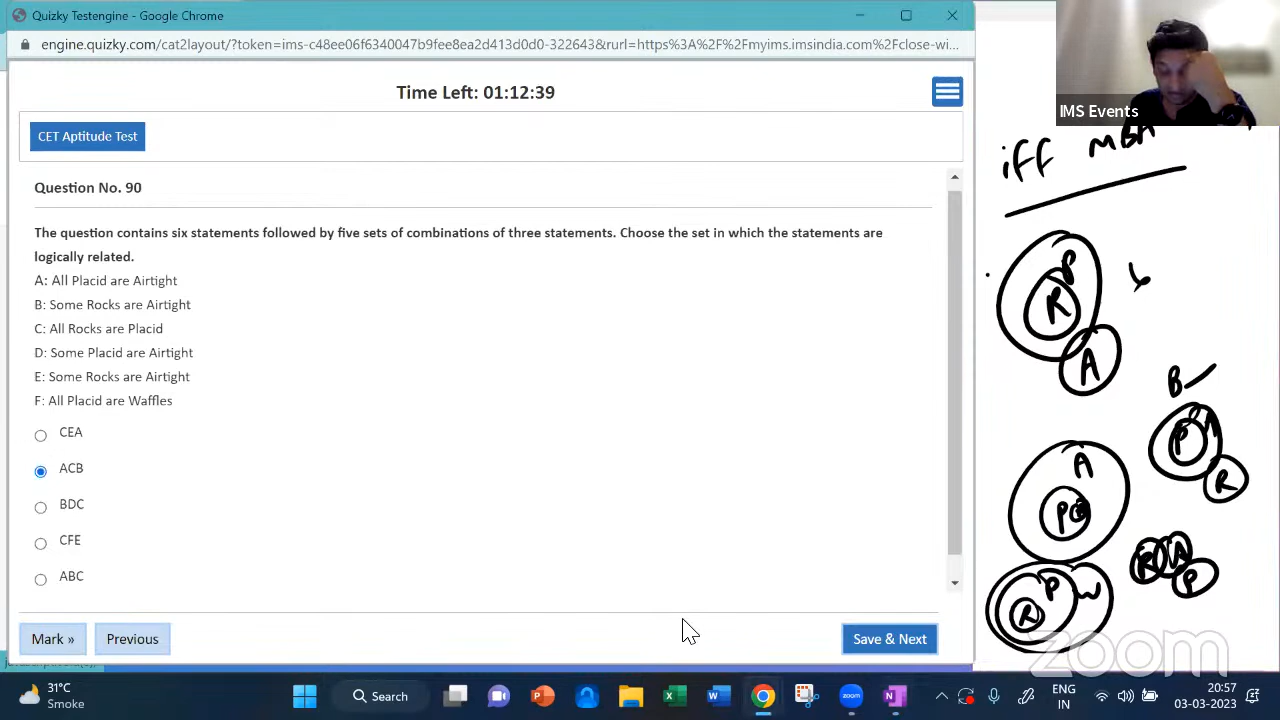 Quizky Testengine - Google Chrome
engine.quizky.com/cat2layout/?token=ims-c48ee06f6340047b9feefea2d413d0d0-322643&rurl=https%3A%2F%2Fmyims.imsindia.com%2Fclose-wi...
Time Left: 01:12:39
CET Aptitude Test
Question No. 90
The question contains six statements followed by five sets of combinations of three statements. Choose the set in which the statements are
logically related.
A: All Placid are Airtight
B: Some Rocks are Airtight
C: All Rocks are Placid
D: Some Placid are Airtight
E: Some Rocks are Airtight
F: All Placid are Waffles
CEA
ACB
BDC
CFE
ABC
Mark »
Previous
Save & Next
IMS Events
iff MBA
P
R
A
B
P
A
R
A
P
R
A
P
P
W
R
zoom
31°C
Smoke
Search
ENG
IN
20:57
03-03-2023